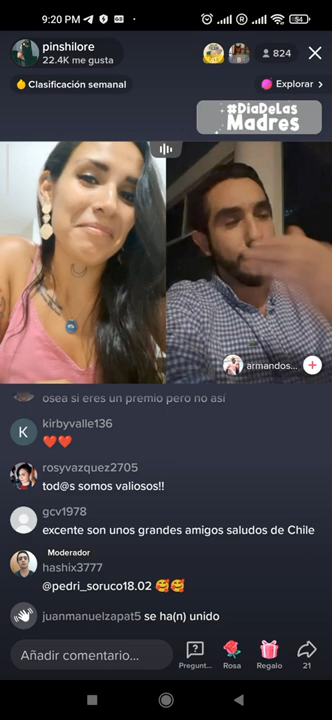 9:20 PM
54
pinshilore
22.4K me gusta
824
Clasificación semanal
Explorar >
#DiaDeLas
Madres
armandos...
osea si eres un premio pero no así
K
kirbyvalle136
rosyvazquez2705
tod@s somos valiosos!!
gcv1978
excente son unos grandes amigos saludos de Chile
Moderador
hashix3777
@pedri_soruco18.02
juanmanuelzapat5 se ha(n) unido
Añadir comentario...
Pregunt...
Rosa
Regalo
21